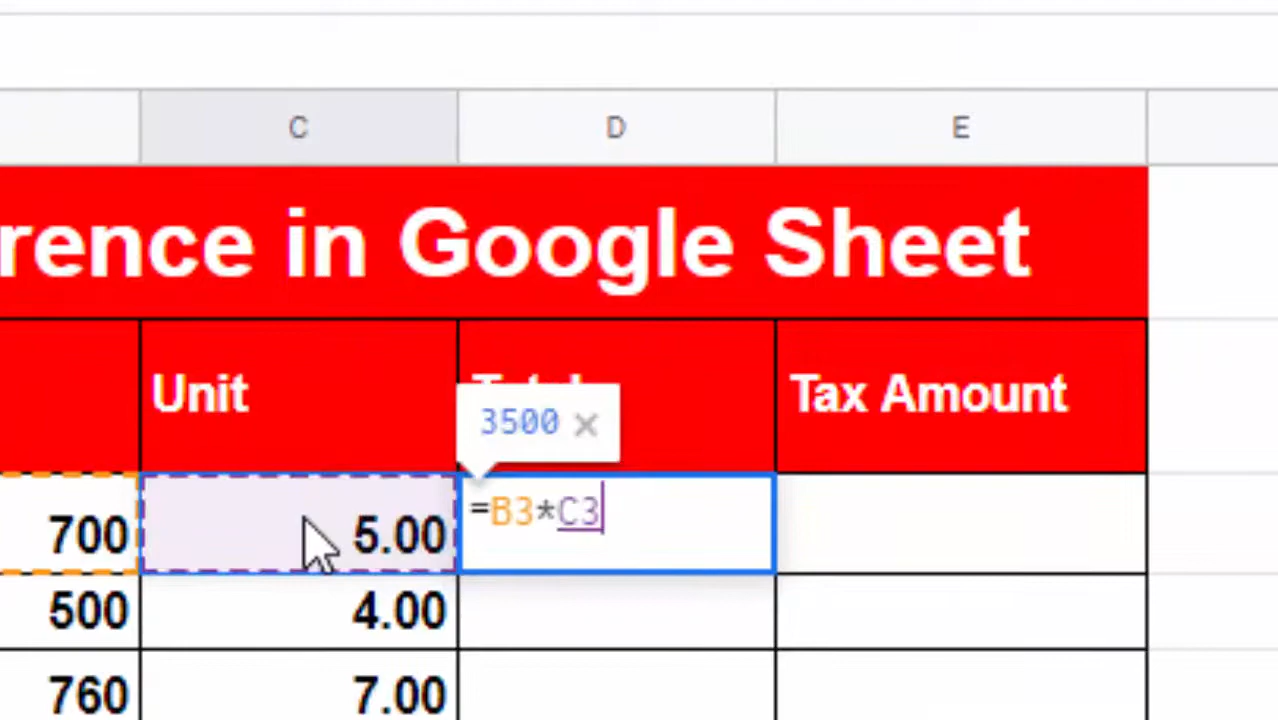 C D E
rence in Google Sheet
Unit Tax Amount
3500 ×
700 5.00 =B3*C3
500 4.00
760 7.00